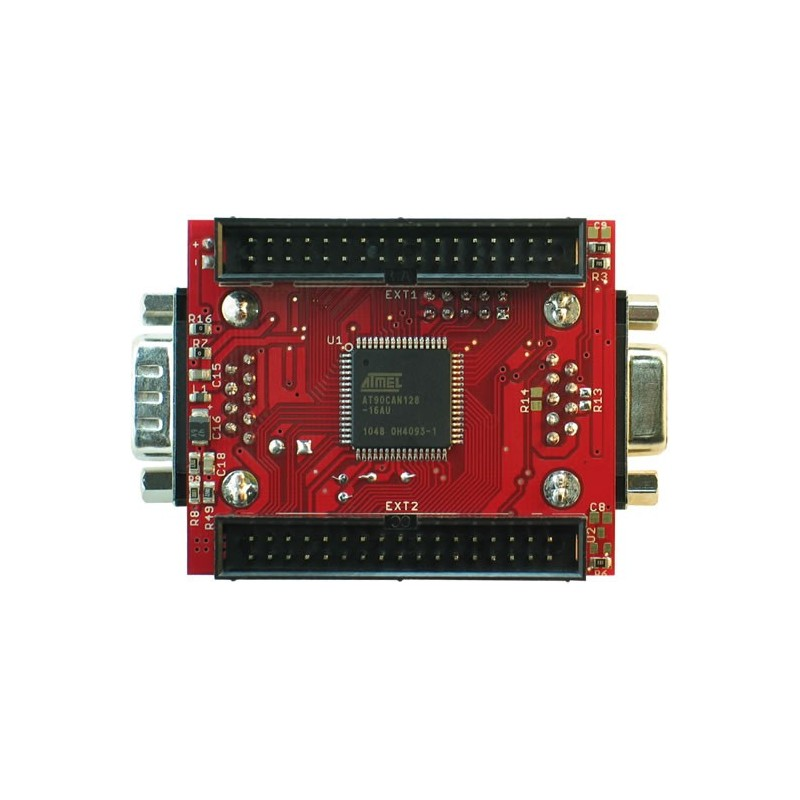 C9
+
-
R3
EXT1
R16
U1
R7
C15
ATMEL
AT90CAN128
-16AU
1048 0H4093-1
L1
R14
R13
C16
C18
R8
R49
EXT2
C8
U2
R6